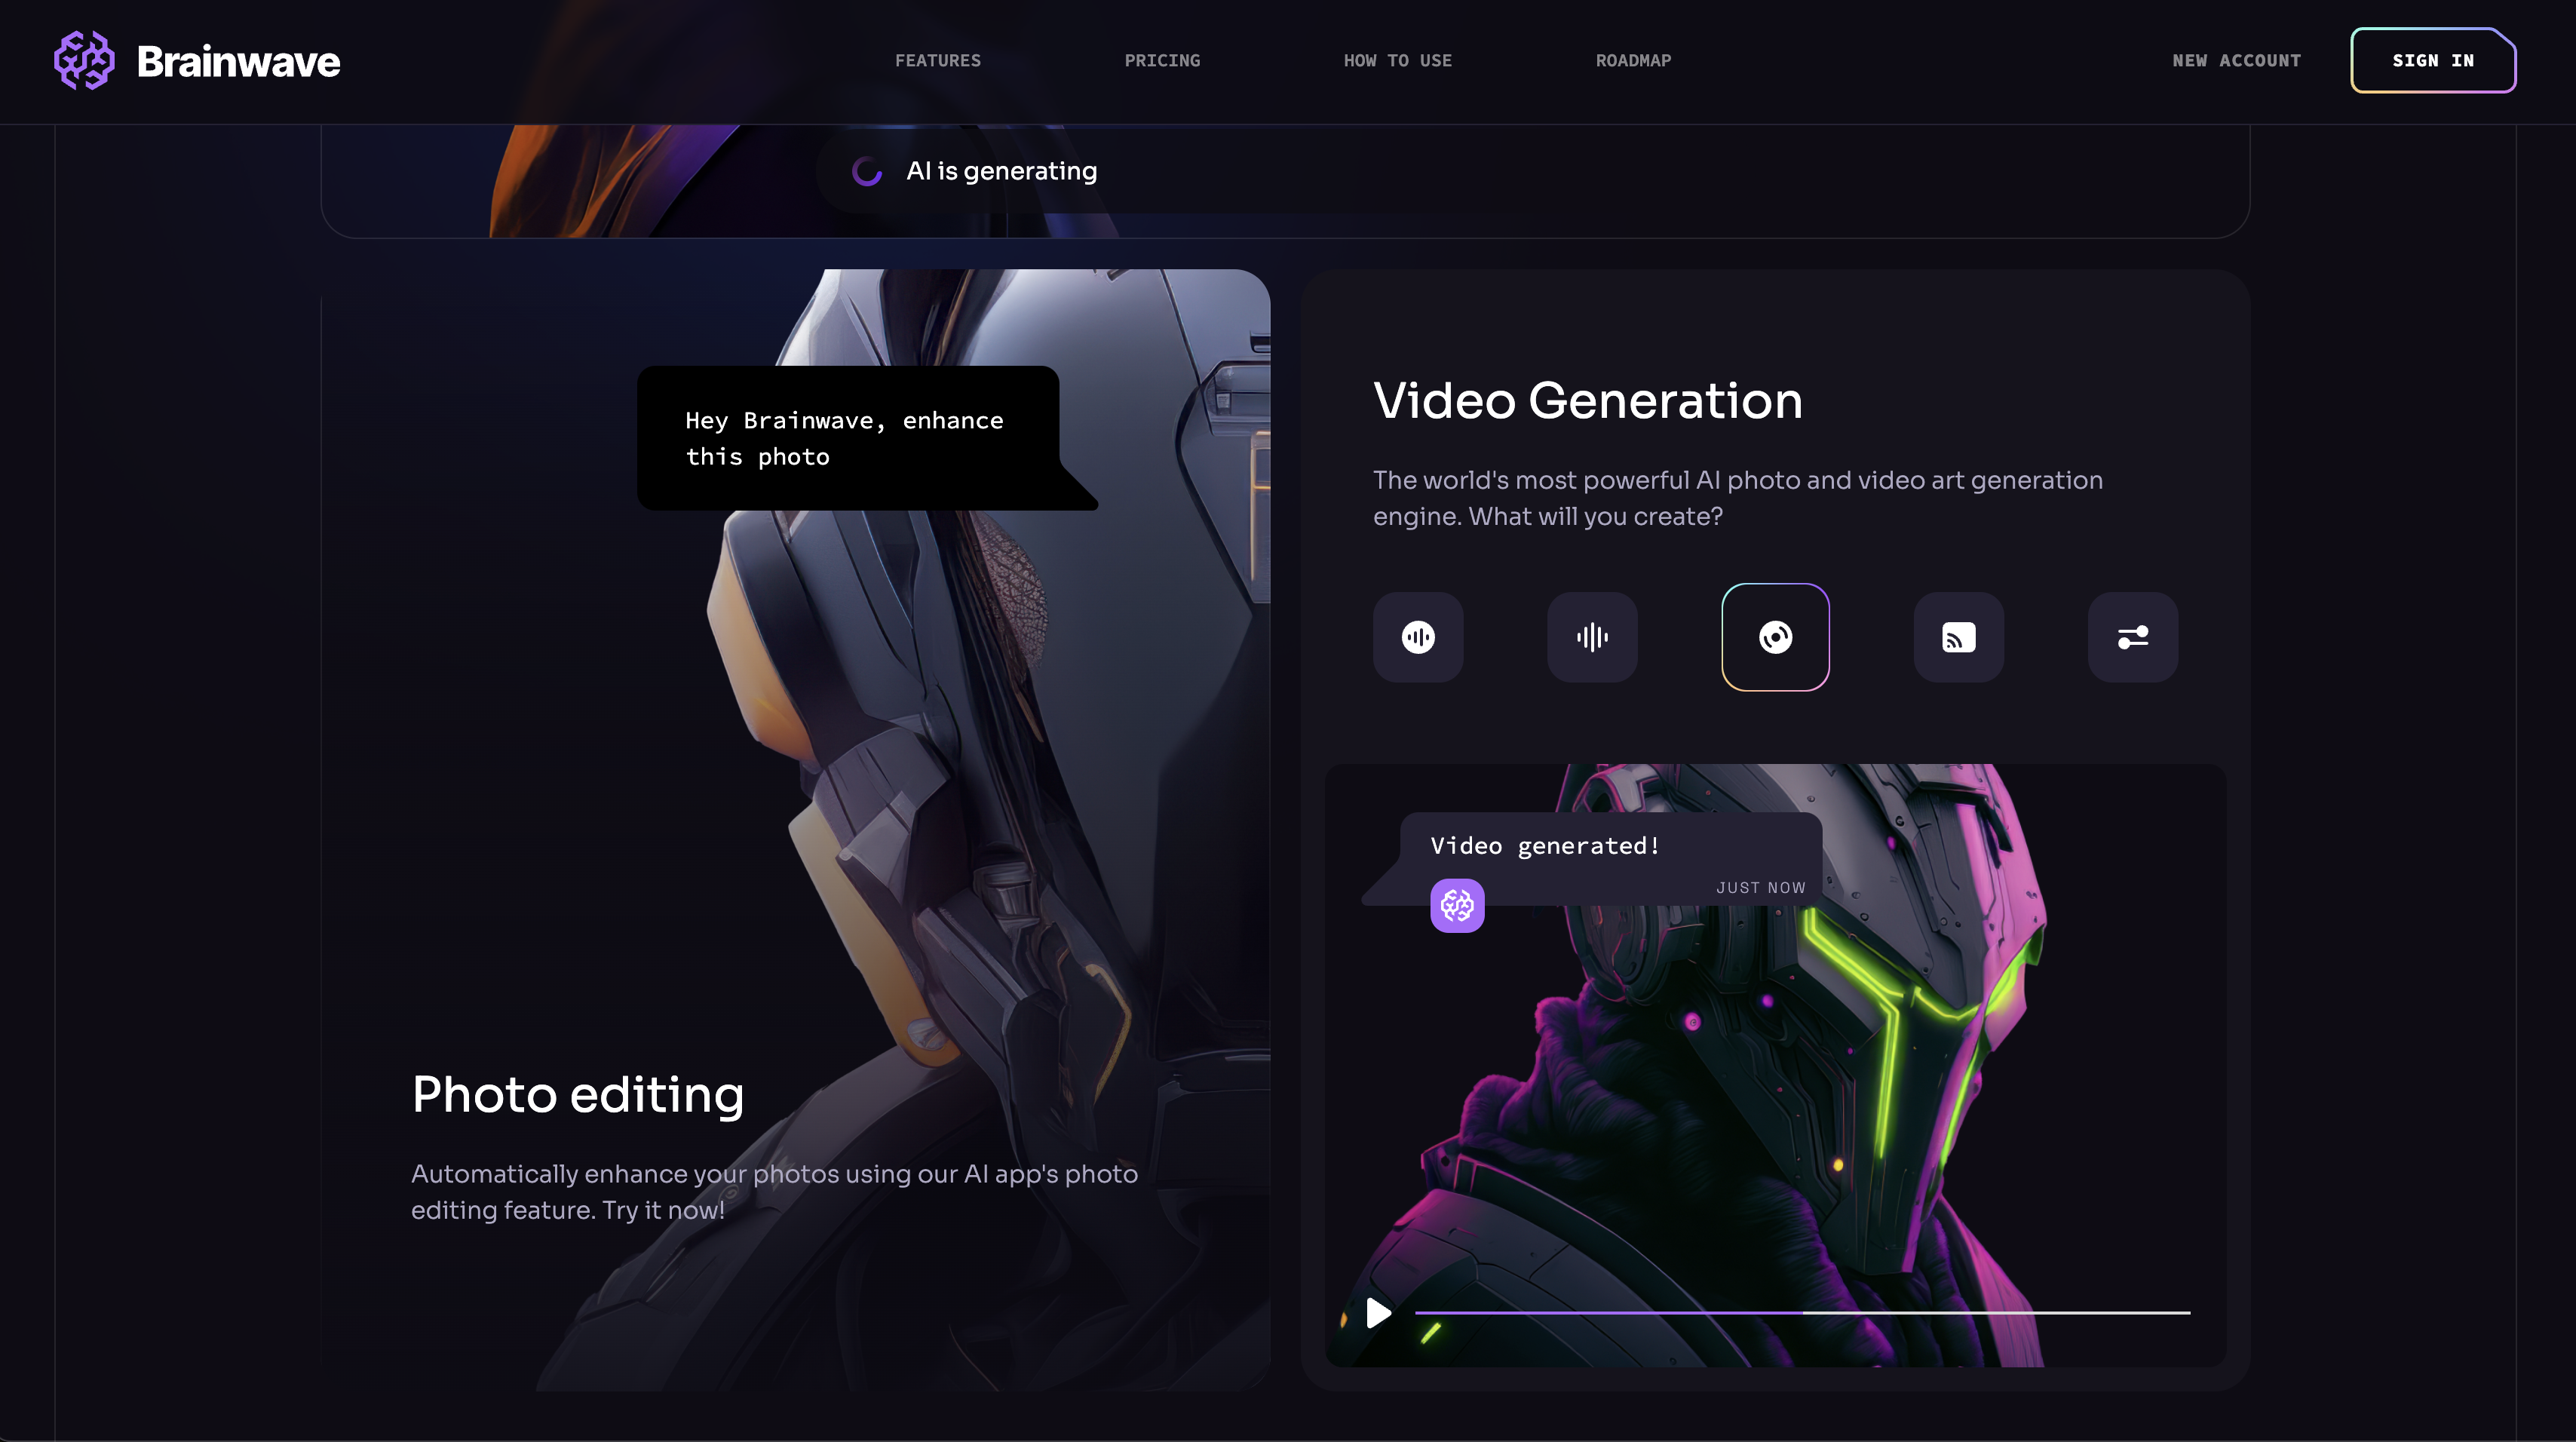 Brainwave
FEATURES
PRICING
HOW TO USE
ROADMAP
NEW ACCOUNT
SIGN IN
AI is generating
Hey Brainwave, enhance
this photo
Photo editing
Automatically enhance your photos using our AI app's photo
editing feature. Try it now!
Video Generation
The world's most powerful AI photo and video art generation
engine. What will you create?
Video generated!
JUST NOW